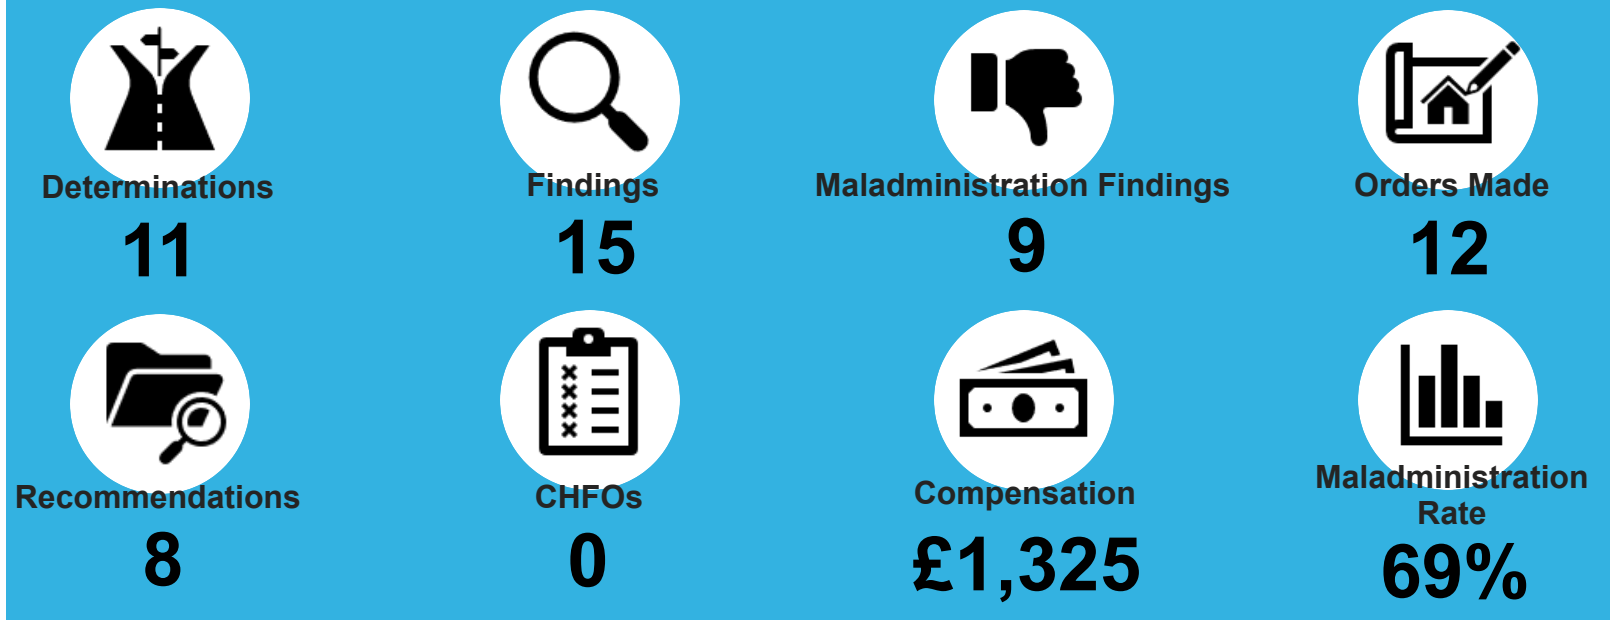 Determinations
11
Findings
15
Maladministration Findings
9
Orders Made
12
Recommendations
8
CHFOs
0
Compensation
£1,325
Maladministration
Rate
69%